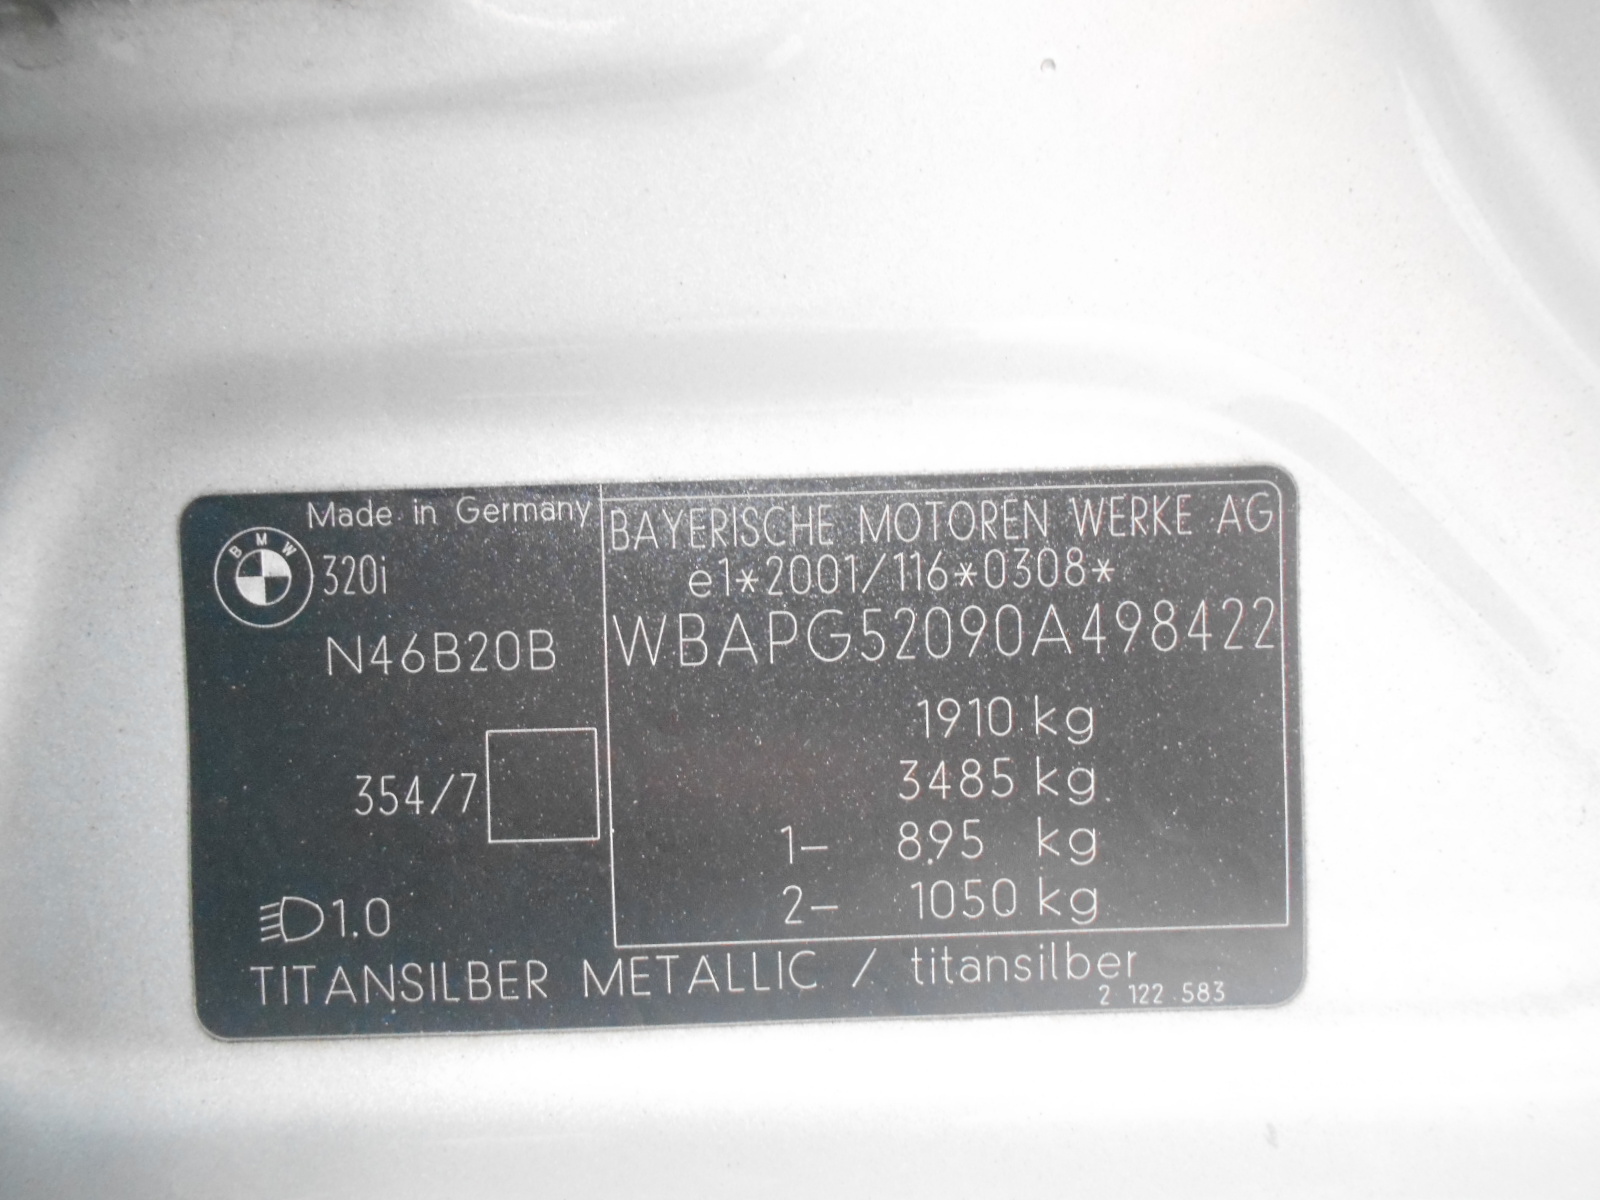 Made in Germany
BMW
320i
N46B20B
354/7
1.0
BAYERISCHE MOTOREN WERKE AG
e1*2001/116*0308*
WBAPG52090A498422
1910 kg
3485 kg
1- 895 kg
2- 1050 kg
TITANSILBER METALLIC / titansilber
2 122 583